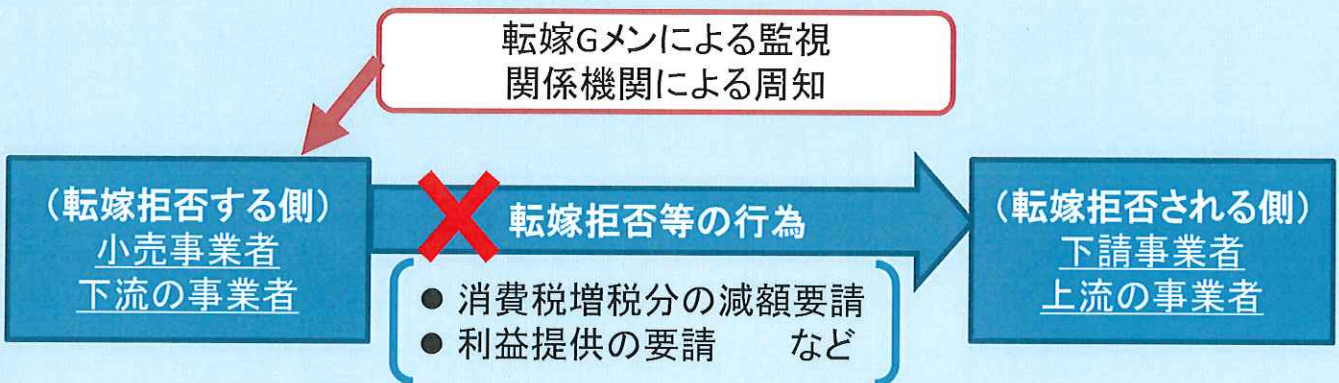 転嫁Gメンによる監視
関係機関による周知
（転嫁拒否する側）
小売事業者
下流の事業者
転嫁拒否等の行為
● 消費税増税分の減額要請
● 利益提供の要請　　など
（転嫁拒否される側）
下請事業者
上流の事業者